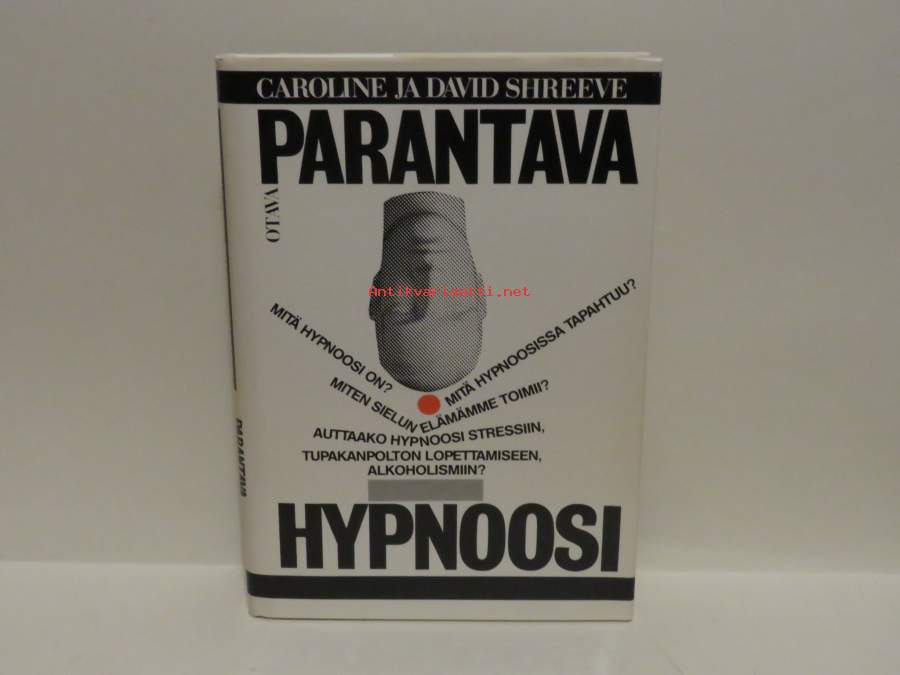 CAROLINE JA DAVID SHREEVE
PARANTAVA
OTAVA
Antikvariaatti.net
MITÄ HYPNOOSI ON?
MITÄ HYPNOOSISSA TAPAHTUU?
MITEN SIELUN ELÄMÄMME TOIMII?
AUTTAAKO HYPNOOSI STRESSIIN,
TUPAKANPOLTON LOPETTAMISEEN,
ALKOHOLISMIIN?
HYPNOOSI
PARANTAVA